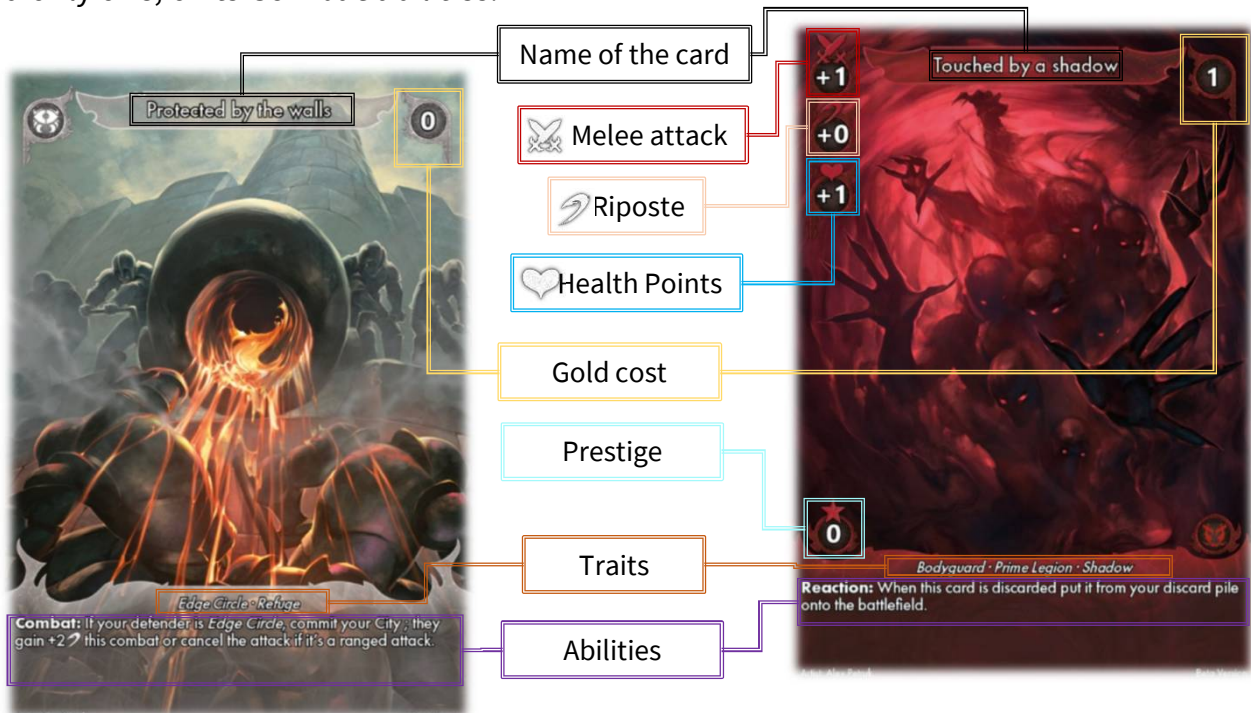 Name of the card
Protected by the walls
0
+1
Touched by a shadow
1
Melee attack
+0
Riposte
+1
Health Points
Gold cost
Prestige
0
Traits
Edge Circle · Refuge
Bodyguard · Prime Legion · Shadow
Combat: If your defender is Edge Circle, commit your City , they
gain +2 this combat or cancel the attack if it's a ranged attack.
Reaction: When this card is discarded put it from your discard pile
onto the battlefield.
Abilities